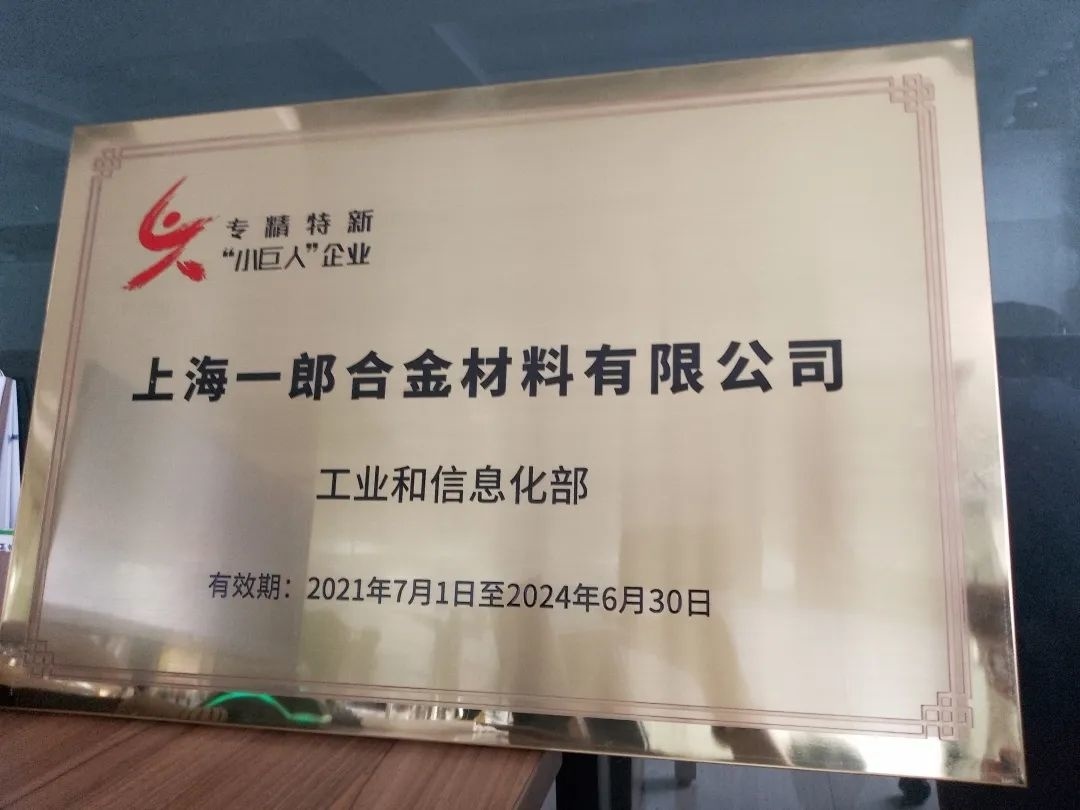 专精特新
“小巨人”企业
上海一郎合金材料有限公司
工业和信息化部
有效期：2021年7月1日至2024年6月30日